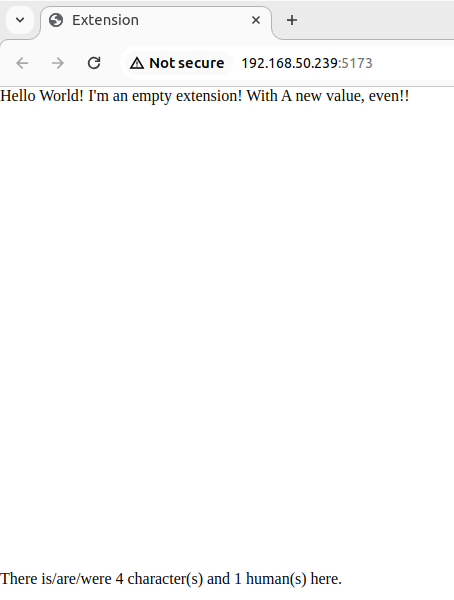 Extension
Not secure 192.168.50.239:5173
Hello World! I'm an empty extension! With A new value, even!!
There is/are/were 4 character(s) and 1 human(s) here.